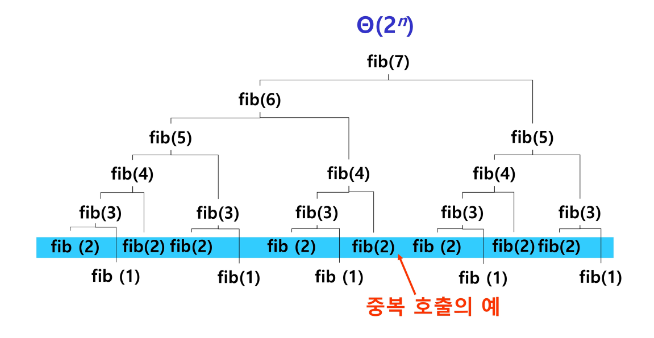 Θ(2ⁿ)
fib(7)
fib(6)
fib(5) fib(5)
fib(4) fib(4) fib(4)
fib(3) fib(3) fib(3) fib(3) fib(3)
fib (2) fib(2) fib(2) fib (2) fib(2) fib (2) fib(2) fib(2)
fib (1) fib(1) fib (1) fib (1) fib(1)
중복 호출의 예